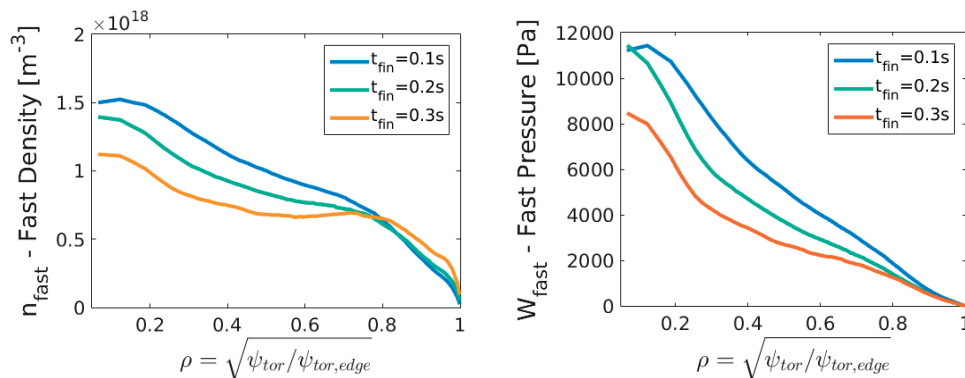 ×10^18
n_fast - Fast Density [m^-3]
2
1.5
1
0.5
0
t_fin=0.1s
t_fin=0.2s
t_fin=0.3s
0.2 0.4 0.6 0.8 1
ρ = √ψ_tor/ψ_tor,edge
W_fast - Fast Pressure [Pa]
12000
10000
8000
6000
4000
2000
0
t_fin=0.1s
t_fin=0.2s
t_fin=0.3s
0.2 0.4 0.6 0.8 1
ρ = √ψ_tor/ψ_tor,edge